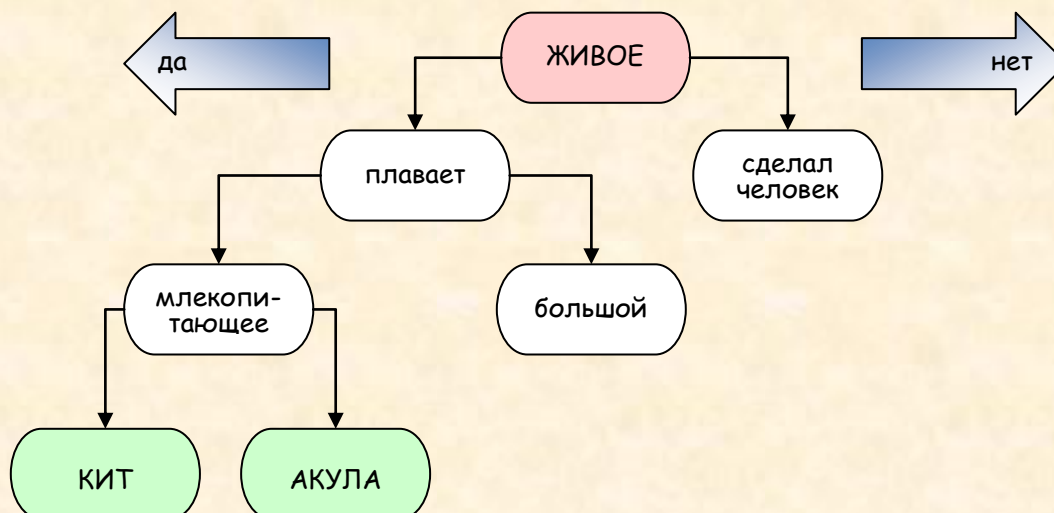 да
ЖИВОЕ
нет
плавает
сделал
человек
млекопи-
тающее
большой
КИТ
АКУЛА